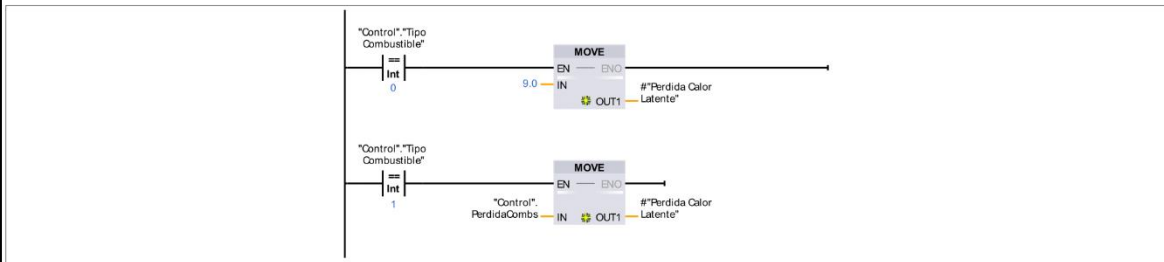 "Control"."Tipo
Combustible"
==
Int
0
MOVE
EN ENO
9.0 IN
OUT1
#"Perdida Calor
Latente"
"Control"."Tipo
Combustible"
==
Int
1
MOVE
EN ENO
"Control".
PerdidaCombs
IN OUT1
#"Perdida Calor
Latente"